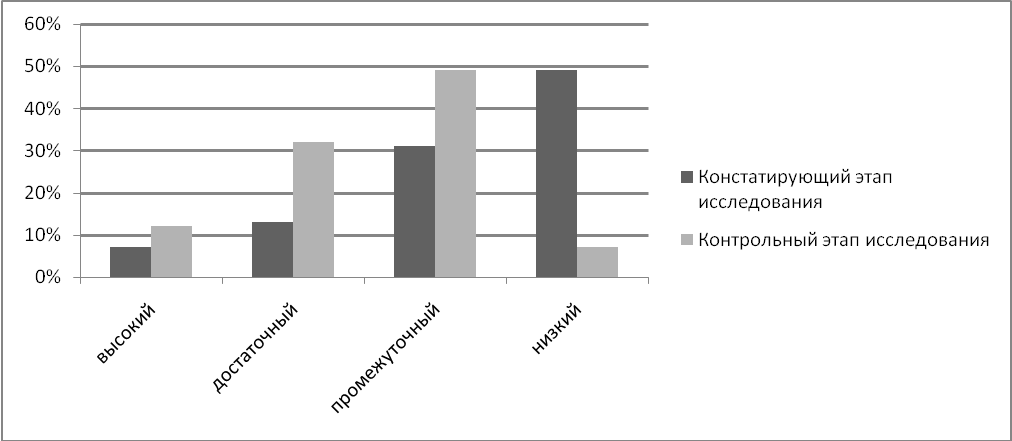 60%
50%
40%
30%
20%
10%
0%
высокий
достаточный
промежуточный
низкий
Констатирующий этап
исследования
Контрольный этап исследования